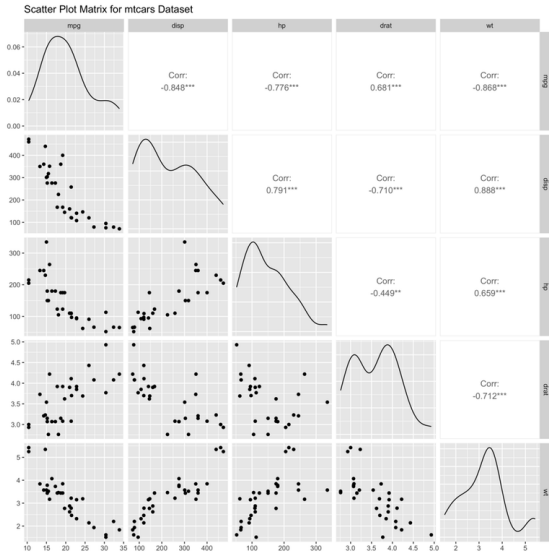 Scatter Plot Matrix for mtcars Dataset
mpg disp hp drat wt
0.06
0.04
0.02
0.00
Corr:
-0.848***
Corr:
-0.776***
Corr:
0.681***
Corr:
-0.868***
mpg
400
300
200
100
Corr:
0.791***
Corr:
-0.710***
Corr:
0.888***
disp
300
200
100
Corr:
-0.449**
Corr:
0.659***
hp
5.0
4.5
4.0
3.5
3.0
Corr:
-0.712***
drat
5
4
3
2
wt
10 15 20 25 30 35 100 200 300 400 100 200 300 3.0 3.5 4.0 4.5 5.0 2 3 4 5